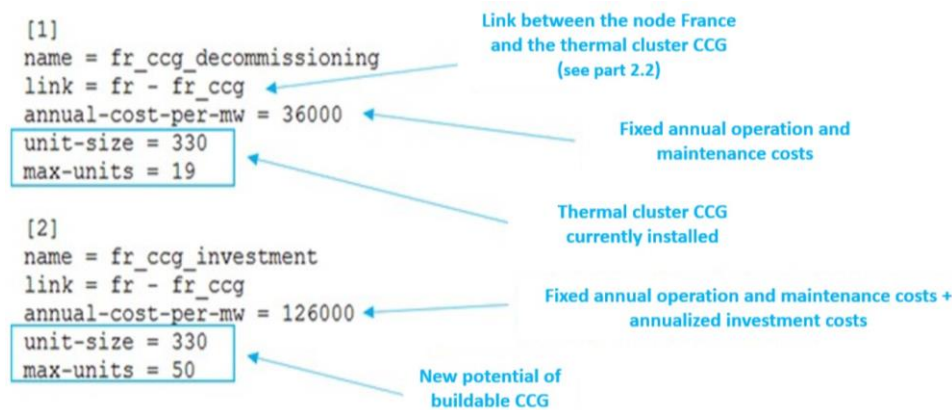 [1]
name = fr_ccg_decommissioning
link = fr - fr_ccg
annual-cost-per-mw = 36000
unit-size = 330
max-units = 19
[2]
name = fr_ccg_investment
link = fr - fr_ccg
annual-cost-per-mw = 126000
unit-size = 330
max-units = 50
Link between the node France
and the thermal cluster CCG
(see part 2.2)
Fixed annual operation and
maintenance costs
Thermal cluster CCG
currently installed
Fixed annual operation and maintenance costs +
annualized investment costs
New potential of
buildable CCG